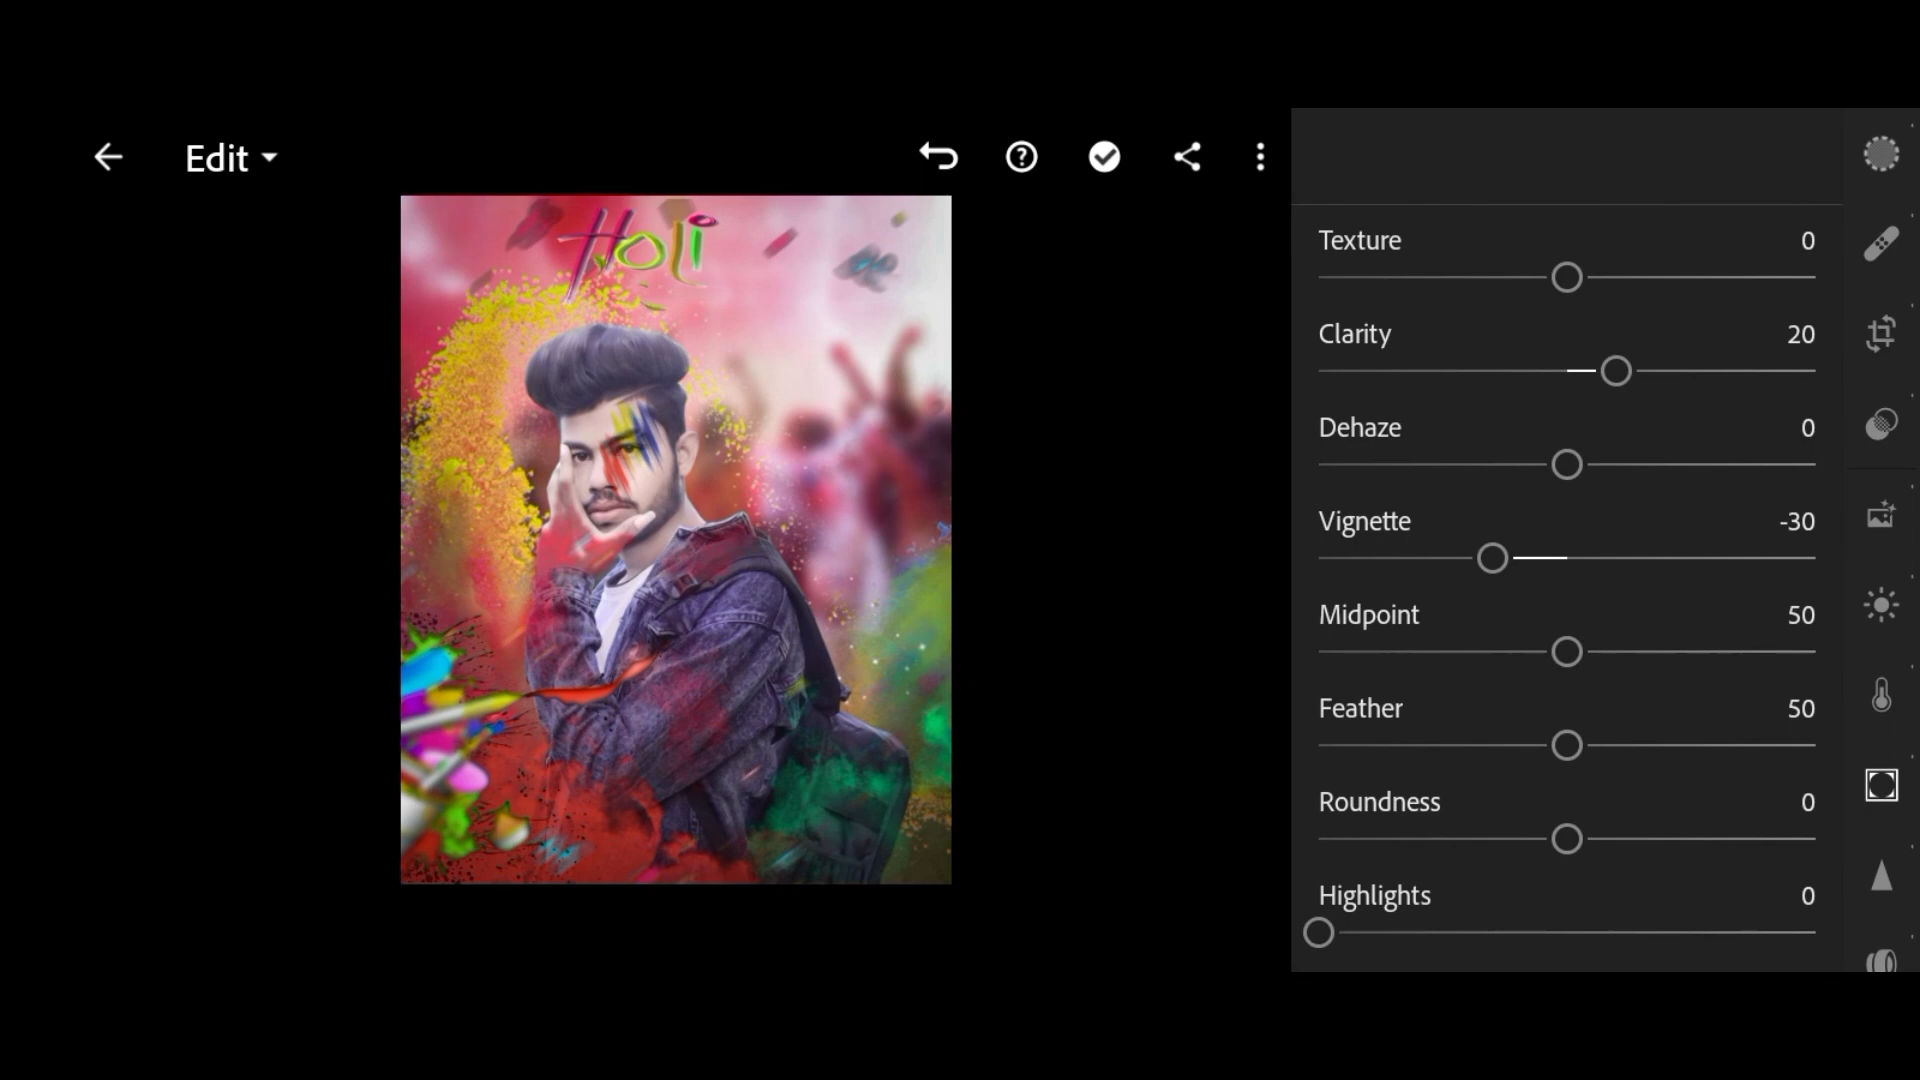 Edit
Holi
Texture 0
Clarity 20
Dehaze 0
Vignette -30
Midpoint 50
Feather 50
Roundness 0
Highlights 0